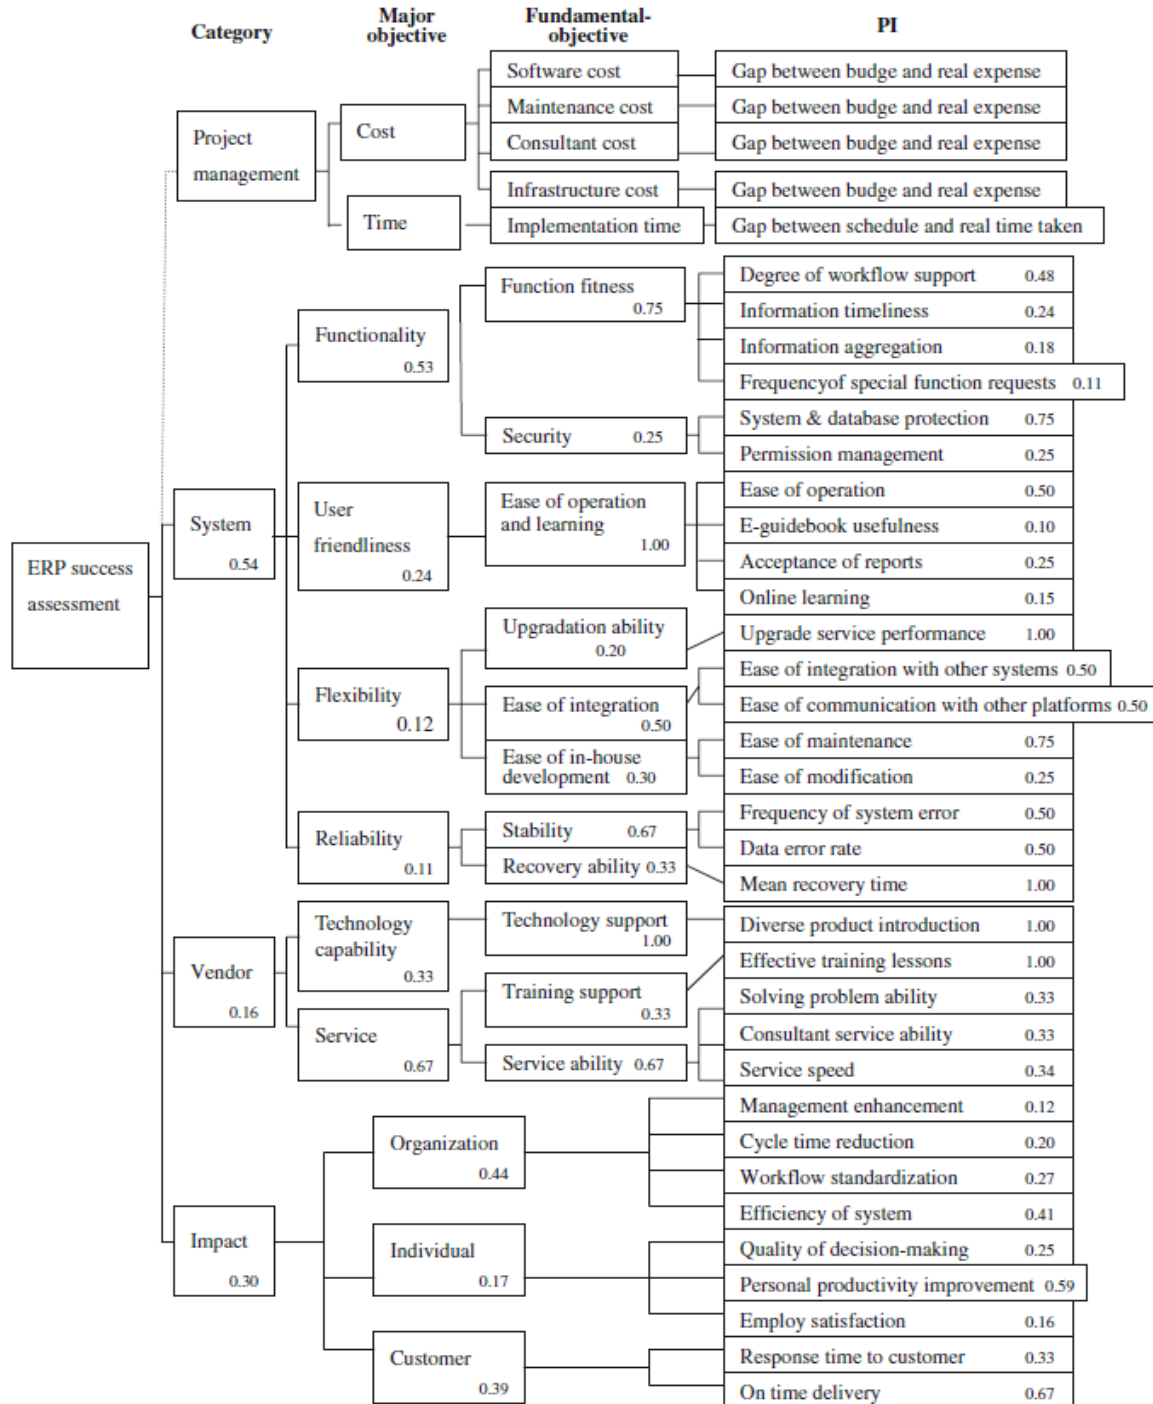 Category
Major
objective
Fundamental-
objective
PI
ERP success
assessment
Project
management
Cost
Software cost
Gap between budge and real expense
Maintenance cost
Gap between budge and real expense
Consultant cost
Gap between budge and real expense
Infrastructure cost
Gap between budge and real expense
Time
Implementation time
Gap between schedule and real time taken
System
0.54
Functionality
0.53
Function fitness
0.75
Degree of workflow support 0.48
Information timeliness 0.24
Information aggregation 0.18
Frequencyof special function requests 0.11
Security 0.25
System & database protection 0.75
Permission management 0.25
User
friendliness
0.24
Ease of operation
and learning
1.00
Ease of operation 0.50
E-guidebook usefulness 0.10
Acceptance of reports 0.25
Online learning 0.15
Flexibility
0.12
Upgradation ability
0.20
Upgrade service performance 1.00
Ease of integration
0.50
Ease of integration with other systems 0.50
Ease of communication with other platforms 0.50
Ease of in-house
development 0.30
Ease of maintenance 0.75
Ease of modification 0.25
Reliability
0.11
Stability 0.67
Frequency of system error 0.50
Data error rate 0.50
Recovery ability 0.33
Mean recovery time 1.00
Vendor
0.16
Technology
capability
0.33
Technology support
1.00
Diverse product introduction 1.00
Service
0.67
Training support
0.33
Effective training lessons 1.00
Service ability 0.67
Solving problem ability 0.33
Consultant service ability 0.33
Service speed 0.34
Impact
0.30
Organization
0.44
Management enhancement 0.12
Cycle time reduction 0.20
Workflow standardization 0.27
Efficiency of system 0.41
Individual
0.17
Quality of decision-making 0.25
Personal productivity improvement 0.59
Employ satisfaction 0.16
Customer
0.39
Response time to customer 0.33
On time delivery 0.67